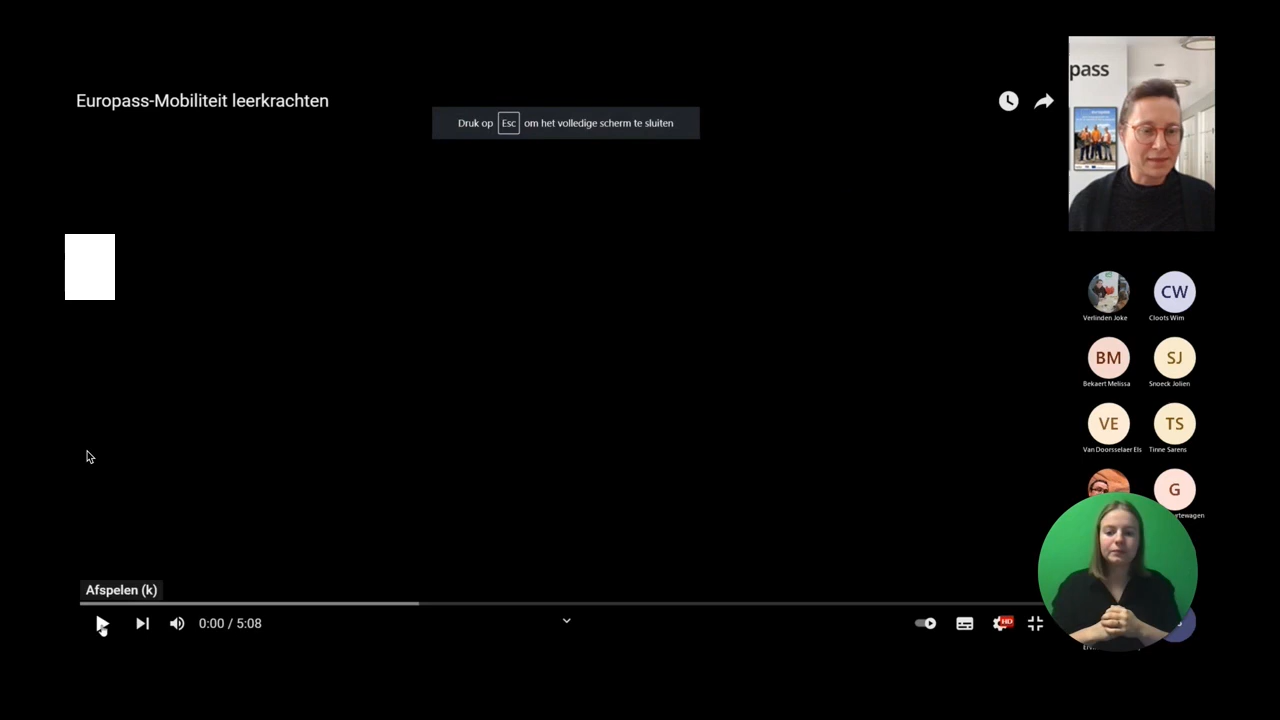 pass
Europass-Mobiliteit leerkrachten
Druk op Esc om het volledige scherm te sluiten
CW
Verlinden Joke
Cloots Wim
BM
SJ
Bekaert Melissa
Snoeck Jolien
VE
TS
Van Doorsselaer Els
Tinne Sarens
G
Afspelen (k)
0:00 / 5:08
HD